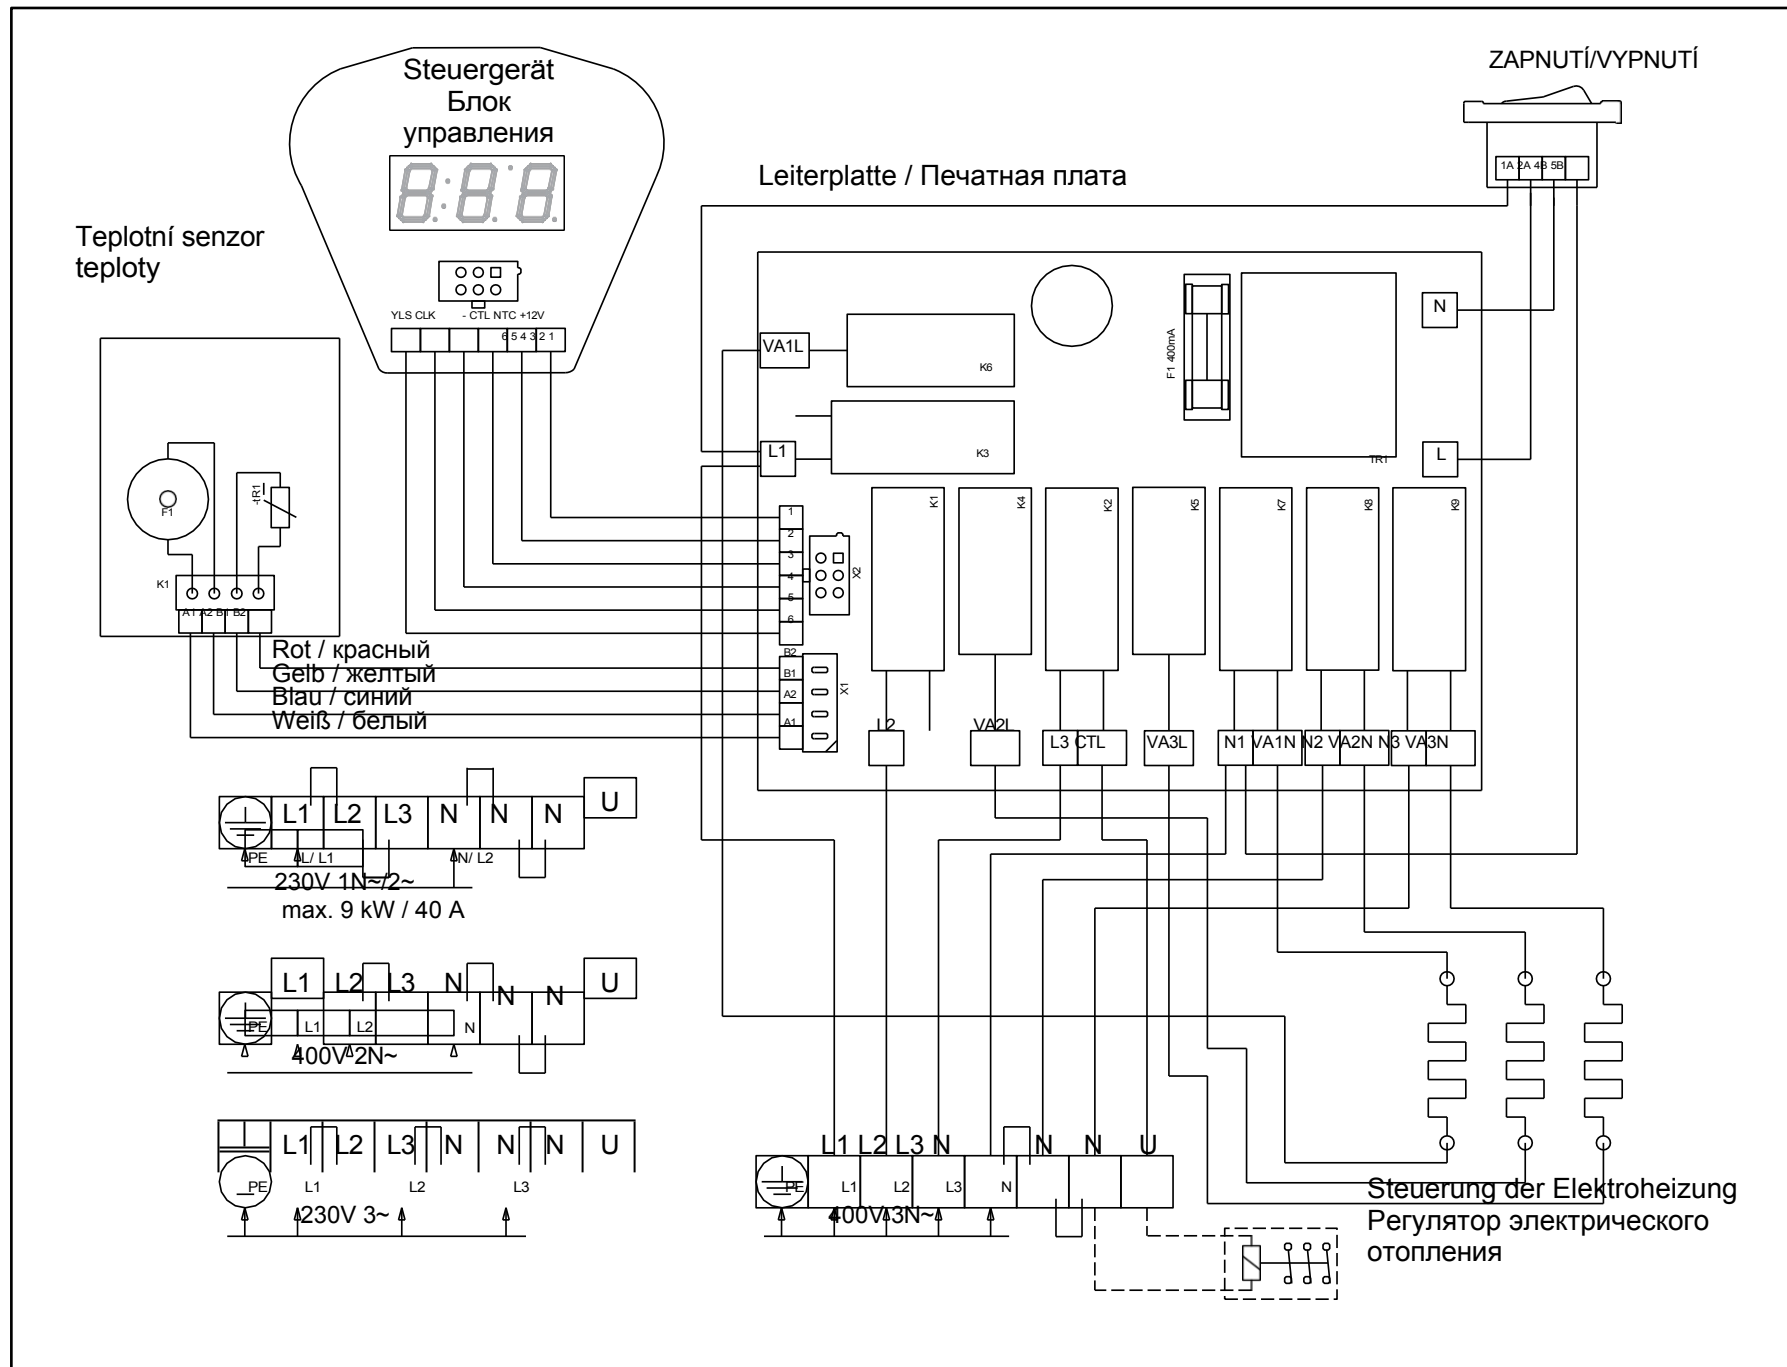 ZAPNUTÍ/VYPNUTÍ
Steuergerät
Блок
управления
1A 2A 4B 5B
Leiterplatte / Печатная плата
Teplotní senzor
teploty
YLS CLK - CTL NTC +12V
6 5 4 3 2 1
VA1L
K6
F1 400mA
N
L1
K3
TR1
L
F1
-tR1
K1
K4
K2
K5
K7
K8
K9
1
2
3
4
5
6
X2
K1
A1 A2 B1 B2
Rot / красный
Gelb / желтый
Blau / синий
Weiß / белый
B2
B1
A2
A1
X1
L2
VA2L
L3 CTL
VA3L
N1 VA1N N2 VA2N N3 VA3N
L1 L2 L3 N N N U
PE L/ L1 N/ L2
230V 1N~/2~
max. 9 kW / 40 A
L1 L2 L3 N N N U
PE L1 L2 N
400V 2N~
L1 L2 L3 N N N U
PE L1 L2 L3
230V 3~
L1 L2 L3 N N N U
PE L1 L2 L3 N
400V 3N~
Steuerung der Elektroheizung
Регулятор электрического
отопления